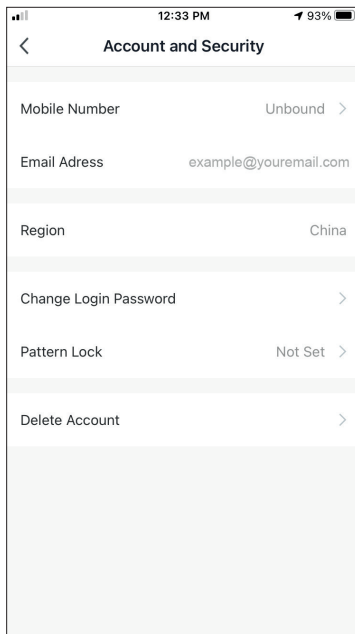 12:33 PM 93%
Account and Security
Mobile Number Unbound
Email Adress example@youremail.com
Region China
Change Login Password
Pattern Lock Not Set
Delete Account